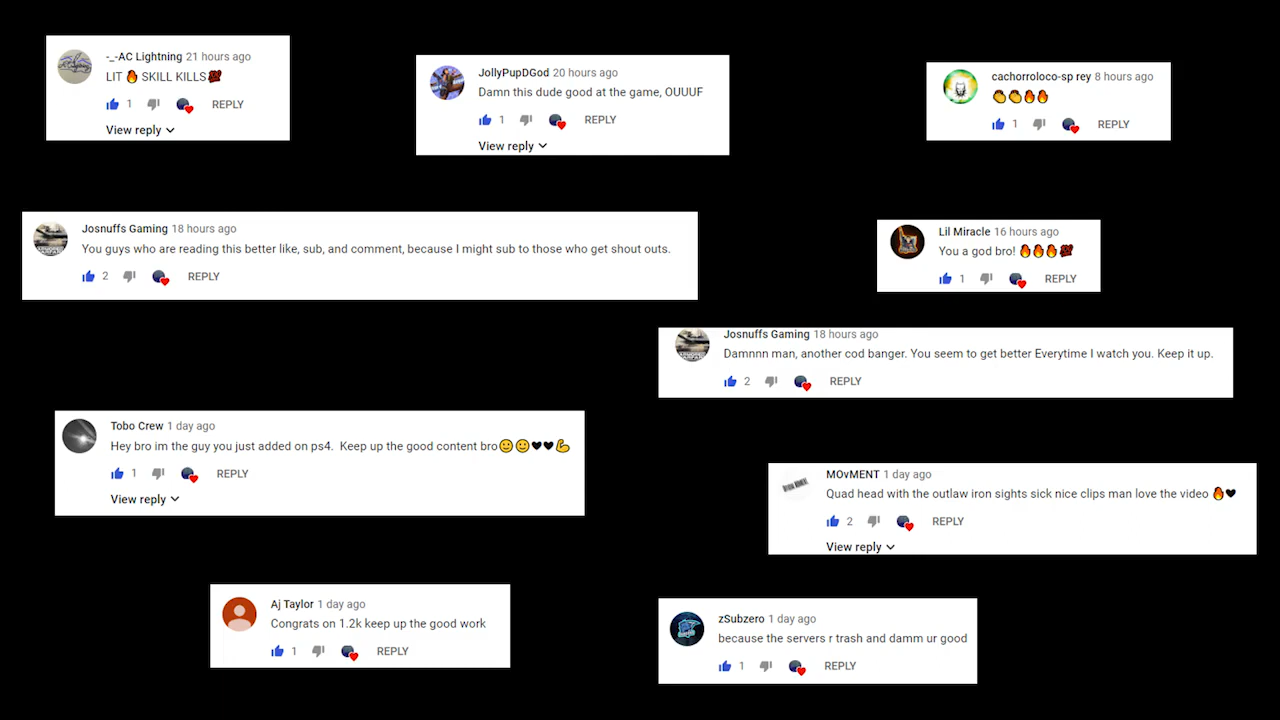 -_-AC Lightning 21 hours ago
LIT 🔥 SKILL KILLS💯
1 REPLY
View reply
JollyPupDGod 20 hours ago
Damn this dude good at the game, OUUUF
1 REPLY
View reply
cachorroloco-sp rey 8 hours ago
👏👏🔥🔥
1 REPLY
Josnuffs Gaming 18 hours ago
You guys who are reading this better like, sub, and comment, because I might sub to those who get shout outs.
2 REPLY
Lil Miracle 16 hours ago
You a god bro! 🔥🔥🔥💯
1 REPLY
Josnuffs Gaming 18 hours ago
Damnnn man, another cod banger. You seem to get better Everytime I watch you. Keep it up.
2 REPLY
Tobo Crew 1 day ago
Hey bro im the guy you just added on ps4. Keep up the good content bro🙂🙂🖤🖤💪
1 REPLY
View reply
MOvMENT 1 day ago
Quad head with the outlaw iron sights sick nice clips man love the video 🔥🖤
2 REPLY
View reply
Aj Taylor 1 day ago
Congrats on 1.2k keep up the good work
1 REPLY
zSubzero 1 day ago
because the servers r trash and damm ur good
1 REPLY